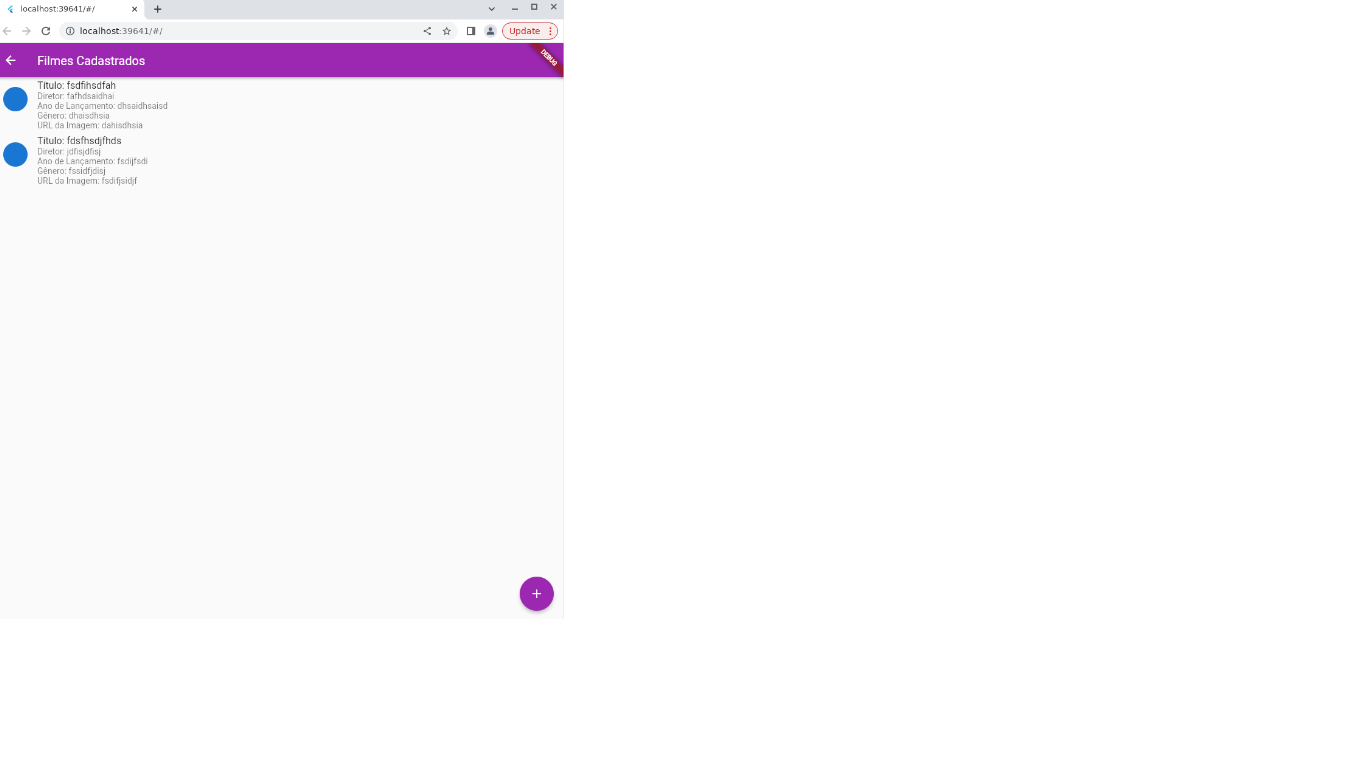 localhost:39641/#/
localhost:39641/#/
Update
Filmes Cadastrados
DEBUG
Título: fsdfihsdfah
Diretor: fafhdsaidhai
Ano de Lançamento: dhsaidhsaisd
Gênero: dhaisdhsia
URL da Imagem: dahisdhsia
Título: fdsfhsdjfhds
Diretor: jdfisjdfisj
Ano de Lançamento: fsdijfsdi
Gênero: fssidfjdisj
URL da Imagem: fsdifjsidjf